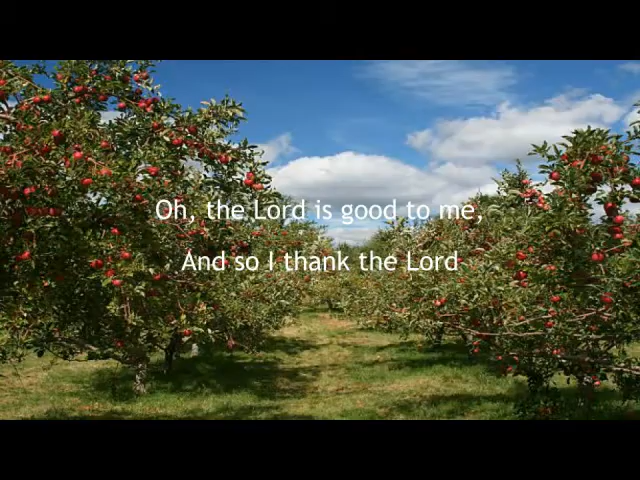 Oh, the Lord is good to me,
And so I thank the Lord